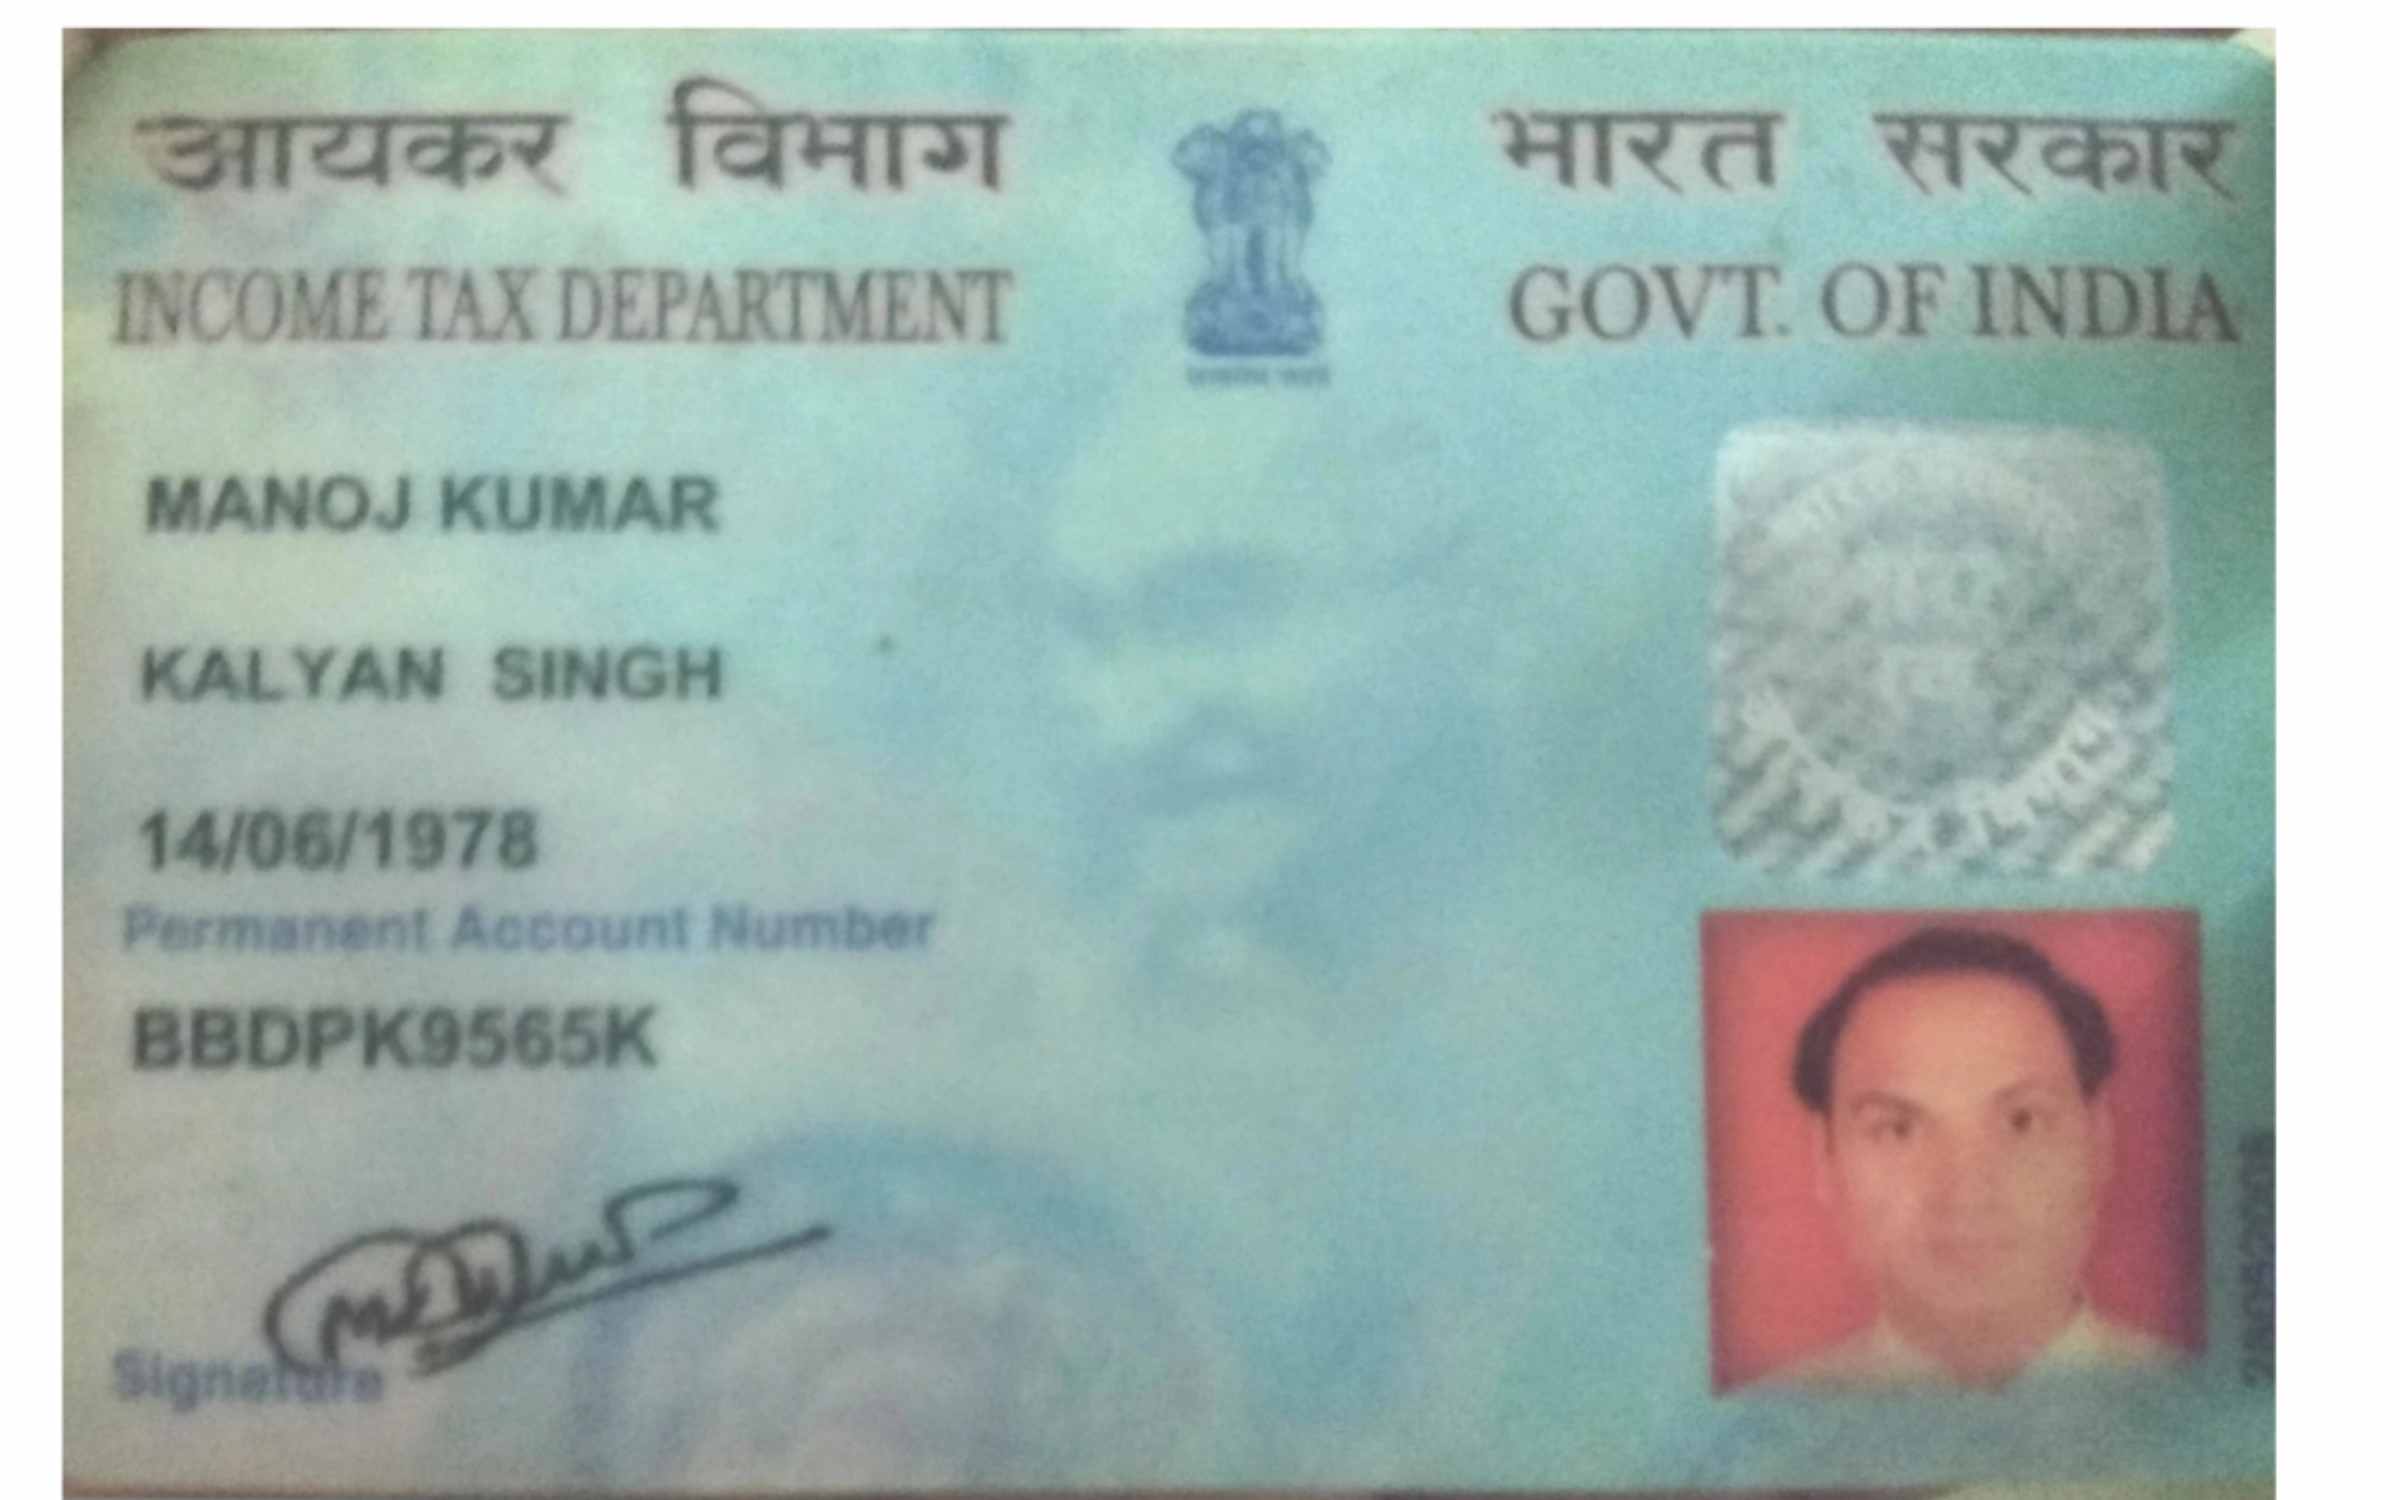 आयकर विभाग
INCOME TAX DEPARTMENT
भारत सरकार
GOVT. OF INDIA
MANOJ KUMAR
KALYAN SINGH
14/06/1978
Permanent Account Number
BBDPK9565K
Signature